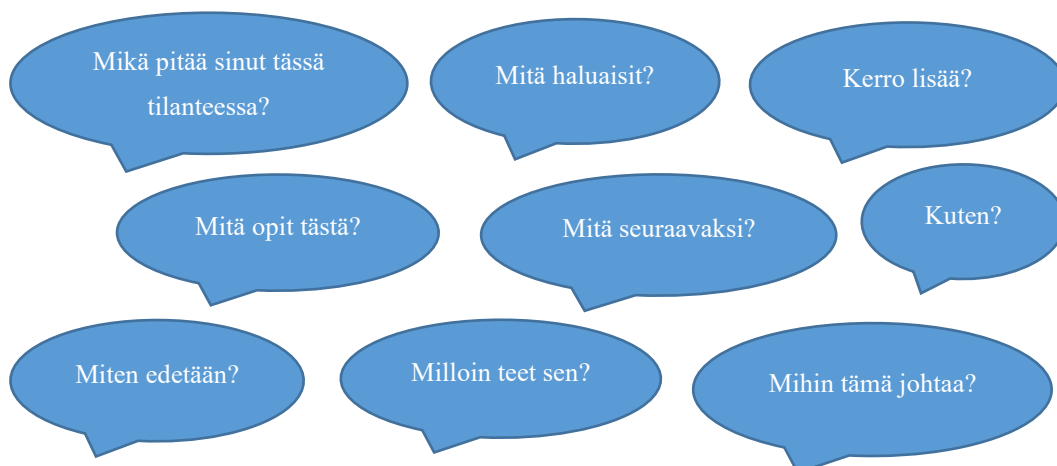 Mikä pitää sinut tässä
tilanteessa?
Mitä haluaisit?
Kerro lisää?
Mitä opit tästä?
Mitä seuraavaksi?
Kuten?
Miten edetään?
Milloin teet sen?
Mihin tämä johtaa?